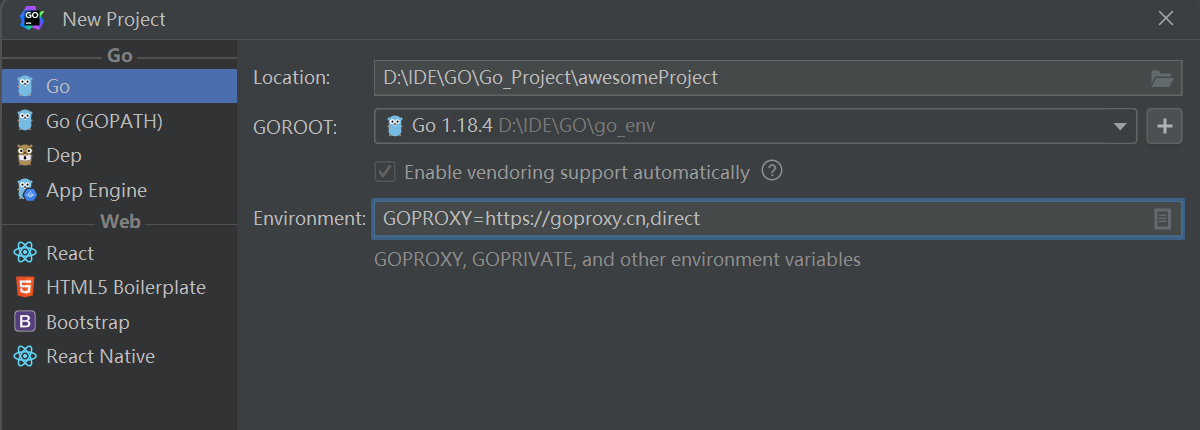 New Project
Go
Go
Go (GOPATH)
Dep
App Engine
Web
React
HTML5 Boilerplate
Bootstrap
React Native
Location: D:\IDE\GO\Go_Project\awesomeProject
GOROOT: Go 1.18.4 D:\IDE\GO\go_env
Enable vendoring support automatically
Environment: GOPROXY=https://goproxy.cn,direct
GOPROXY, GOPRIVATE, and other environment variables